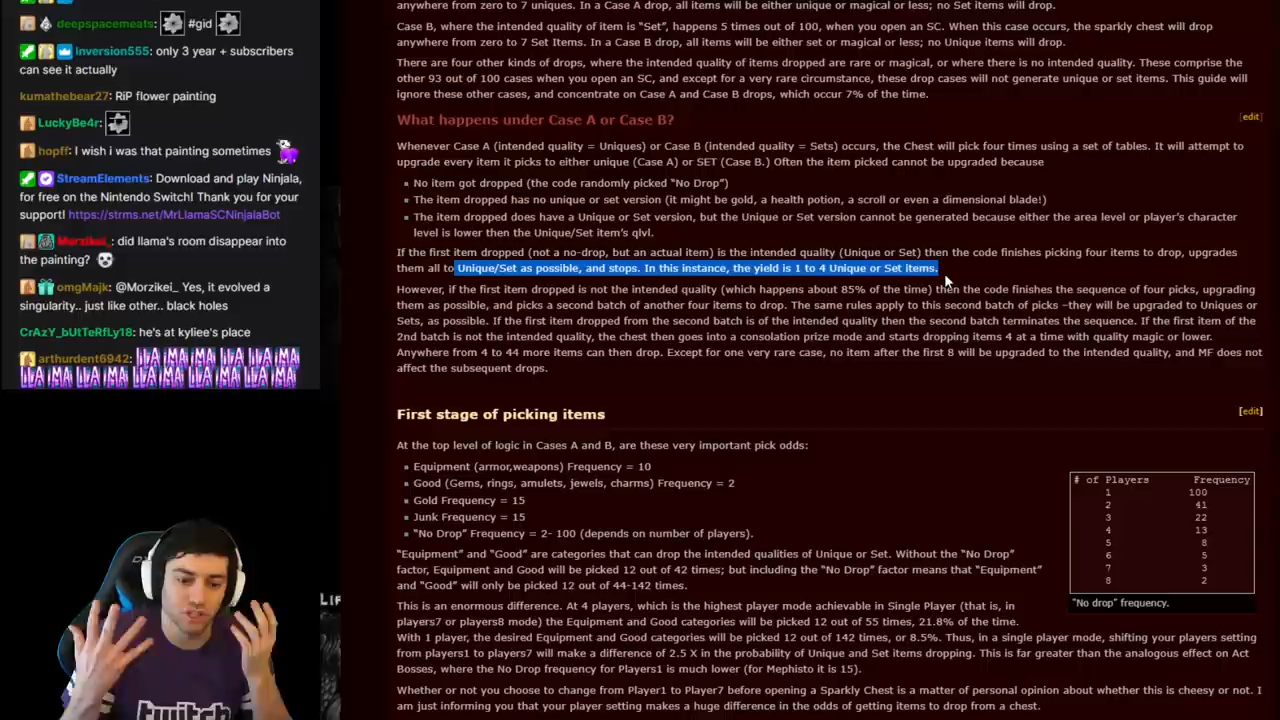 deepspacemeats: #gid
Inversion555: only 3 year + subscribers
can see it actually
kumathebear27: RiP flower painting
LuckyBe4r:
hopff: I wish i was that painting sometimes
StreamElements: Download and play Ninjala,
for free on the Nintendo Switch! Thank you for your
support! https://strms.net/MrLlamaSCNinjalaBot
Morzikei_: did llama's room disappear into
the painting?
omgMajk: @Morzikei_ Yes, it evolved a
singularity.. just like other.. black holes
CrAzY_bUtTeRfLy18: he's at kyliee's place
arthurdent6942: LLAMA LLAMA LLAMA LLAMA LLAMA LLAMA
anywhere from zero to 7 uniques. In a Case A drop, all items will be either unique or magical or less; no Set items will drop.
Case B, where the intended quality of item is “Set”, happens 5 times out of 100, when you open an SC. When this case occurs, the sparkly chest will drop
anywhere from zero to 7 Set Items. In a Case B drop, all items will be either set or magical or less; no Unique items will drop.
There are four other kinds of drops, where the intended quality of items dropped are rare or magical, or where there is no intended quality. These comprise the
other 93 out of 100 cases when you open an SC, and except for a very rare circumstance, these drop cases will not generate unique or set items. This guide will
ignore these other cases, and concentrate on Case A and Case B drops, which occur 7% of the time.
What happens under Case A or Case B? [edit]
Whenever Case A (intended quality = Uniques) or Case B (intended quality = Sets) occurs, the Chest will pick four times using a set of tables. It will attempt to
upgrade every item it picks to either unique (Case A) or SET (Case B.) Often the item picked cannot be upgraded because
No item got dropped (the code randomly picked “No Drop”)
The item dropped has no unique or set version (it might be gold, a health potion, a scroll or even a dimensional blade!)
The item dropped does have a Unique or Set version, but the Unique or Set version cannot be generated because either the area level or player’s character
level is lower then the Unique/Set item’s qlvl.
If the first item dropped (not a no-drop, but an actual item) is the intended quality (Unique or Set) then the code finishes picking four items to drop, upgrades
them all to Unique/Set as possible, and stops. In this instance, the yield is 1 to 4 Unique or Set items.
However, if the first item dropped is not the intended quality (which happens about 85% of the time) then the code finishes the sequence of four picks, upgrading
them as possible, and picks a second batch of another four items to drop. The same rules apply to this second batch of picks –they will be upgraded to Uniques or
Sets, as possible. If the first item dropped from the second batch is of the intended quality then the second batch terminates the sequence. If the first item of the
2nd batch is not the intended quality, the chest then goes into a consolation prize mode and starts dropping items 4 at a time with quality magic or lower.
Anywhere from 4 to 44 more items can then drop. Except for one very rare case, no item after the first 8 will be upgraded to the intended quality, and MF does not
affect the subsequent drops.
First stage of picking items [edit]
At the top level of logic in Cases A and B, are these very important pick odds:
Equipment (armor,weapons) Frequency = 10
Good (Gems, rings, amulets, jewels, charms) Frequency = 2
Gold Frequency = 15
Junk Frequency = 15
“No Drop” Frequency = 2- 100 (depends on number of players).
# of Players Frequency
1 100
2 41
3 22
4 13
5 8
6 5
7 3
8 2
"No drop" frequency.
“Equipment” and “Good” are categories that can drop the intended qualities of Unique or Set. Without the “No Drop”
factor, Equipment and Good will be picked 12 out of 42 times; but including the “No Drop” factor means that “Equipment”
and “Good” will only be picked 12 out of 44-142 times.
This is an enormous difference. At 4 players, which is the highest player mode achievable in Single Player (that is, in
players7 or players8 mode) the Equipment and Good categories will be picked 12 out of 55 times, 21.8% of the time.
With 1 player, the desired Equipment and Good categories will be picked 12 out of 142 times, or 8.5%. Thus, in a single player mode, shifting your players setting
from players1 to players7 will make a difference of 2.5 X in the probability of Unique and Set items dropping. This is far greater than the analogous effect on Act
Bosses, where the No Drop frequency for Players1 is much lower (for Mephisto it is 15).
Whether or not you choose to change from Player1 to Player7 before opening a Sparkly Chest is a matter of personal opinion about whether this is cheesy or not. I
am just informing you that your player setting makes a huge difference in the odds of getting items to drop from a chest.
twitch